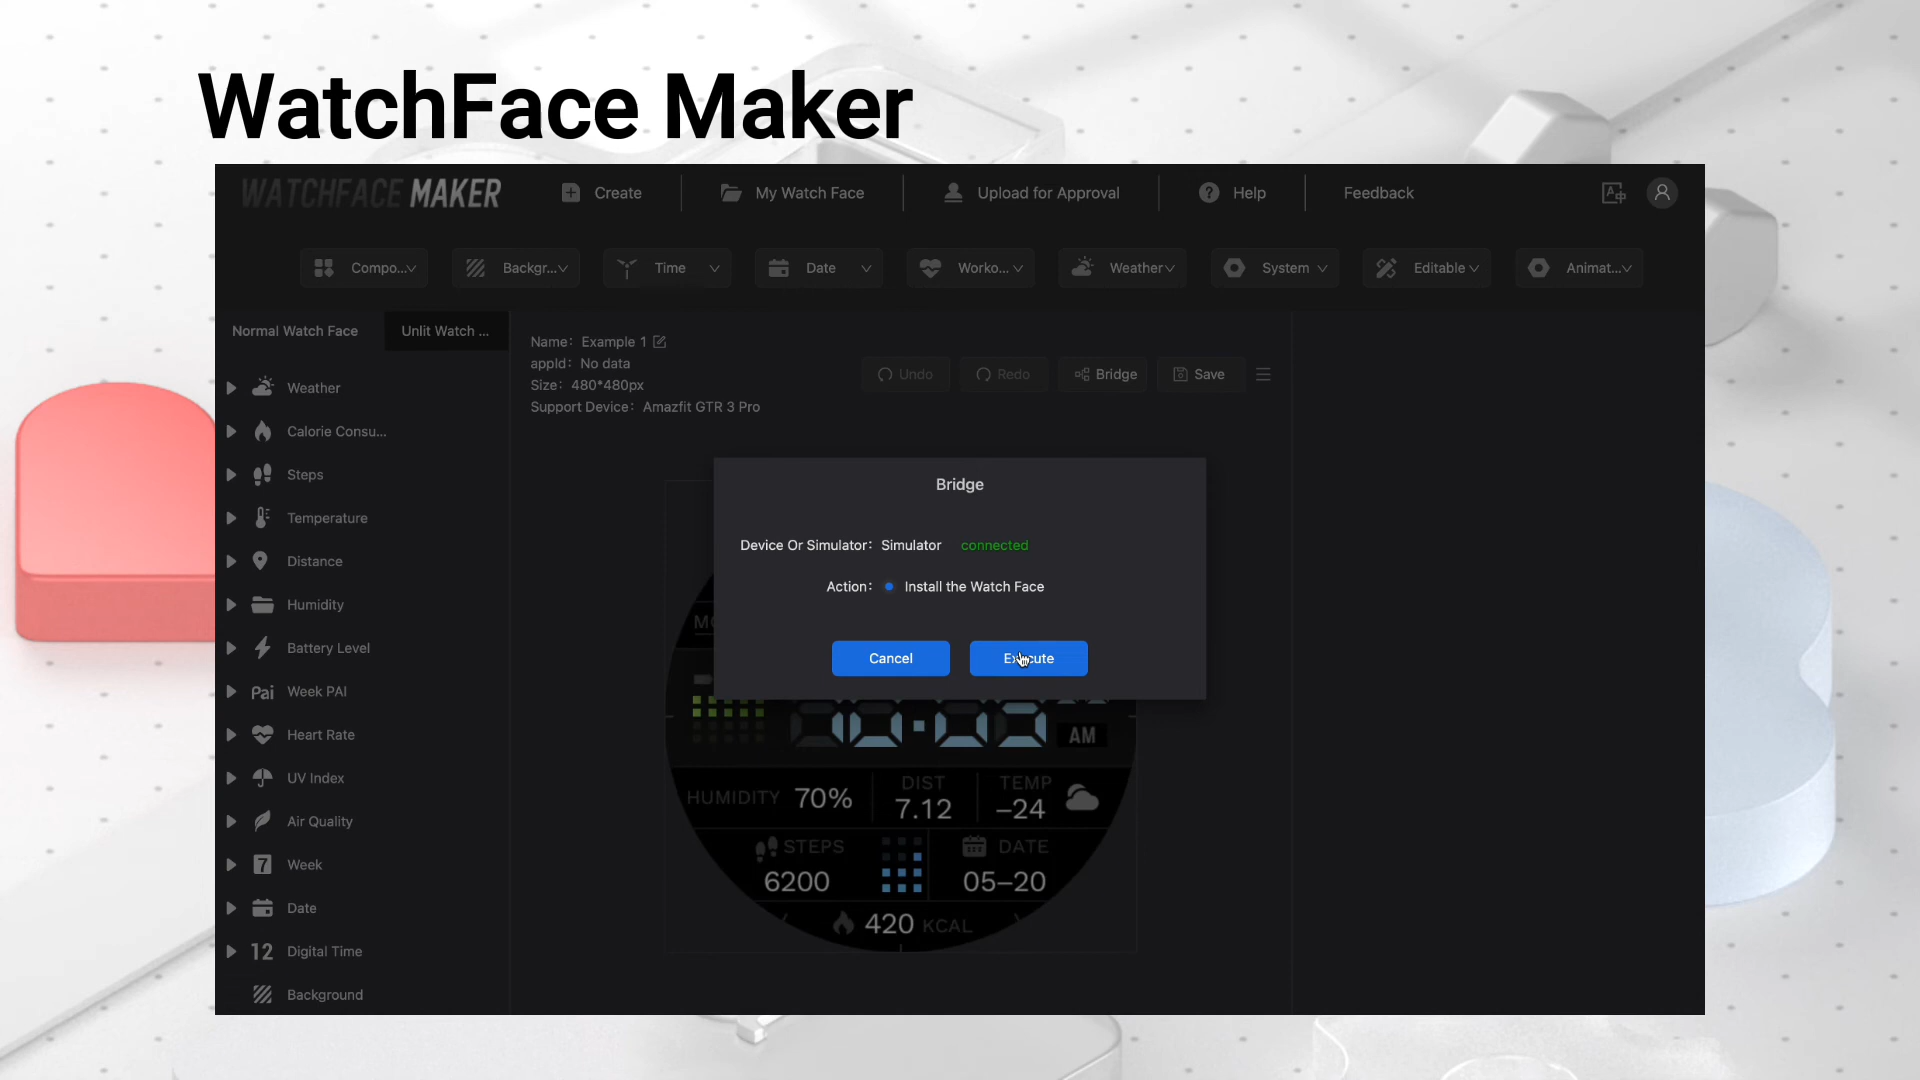 WatchFace Maker
WATCHFACE MAKER
Create
My Watch Face
Upload for Approval
? Help
Feedback
Compo...
Backgr...
Time
Date
Worko...
Weather
System
Editable
Animat...
Normal Watch Face
Unlit Watch ...
Name: Example 1
appId: No data
Size: 480*480px
Support Device: Amazfit GTR 3 Pro
Undo
Redo
Bridge
Save
Weather
Calorie Consu...
Steps
Temperature
Distance
Humidity
Battery Level
Pai Week PAI
Heart Rate
UV Index
Air Quality
7 Week
Date
12 Digital Time
Background
Bridge
Device Or Simulator: Simulator connected
Action: Install the Watch Face
Cancel
Execute
AM
HUMIDITY 70%
DIST
7.12
TEMP
-24
STEPS
6200
DATE
05-20
420 KCAL